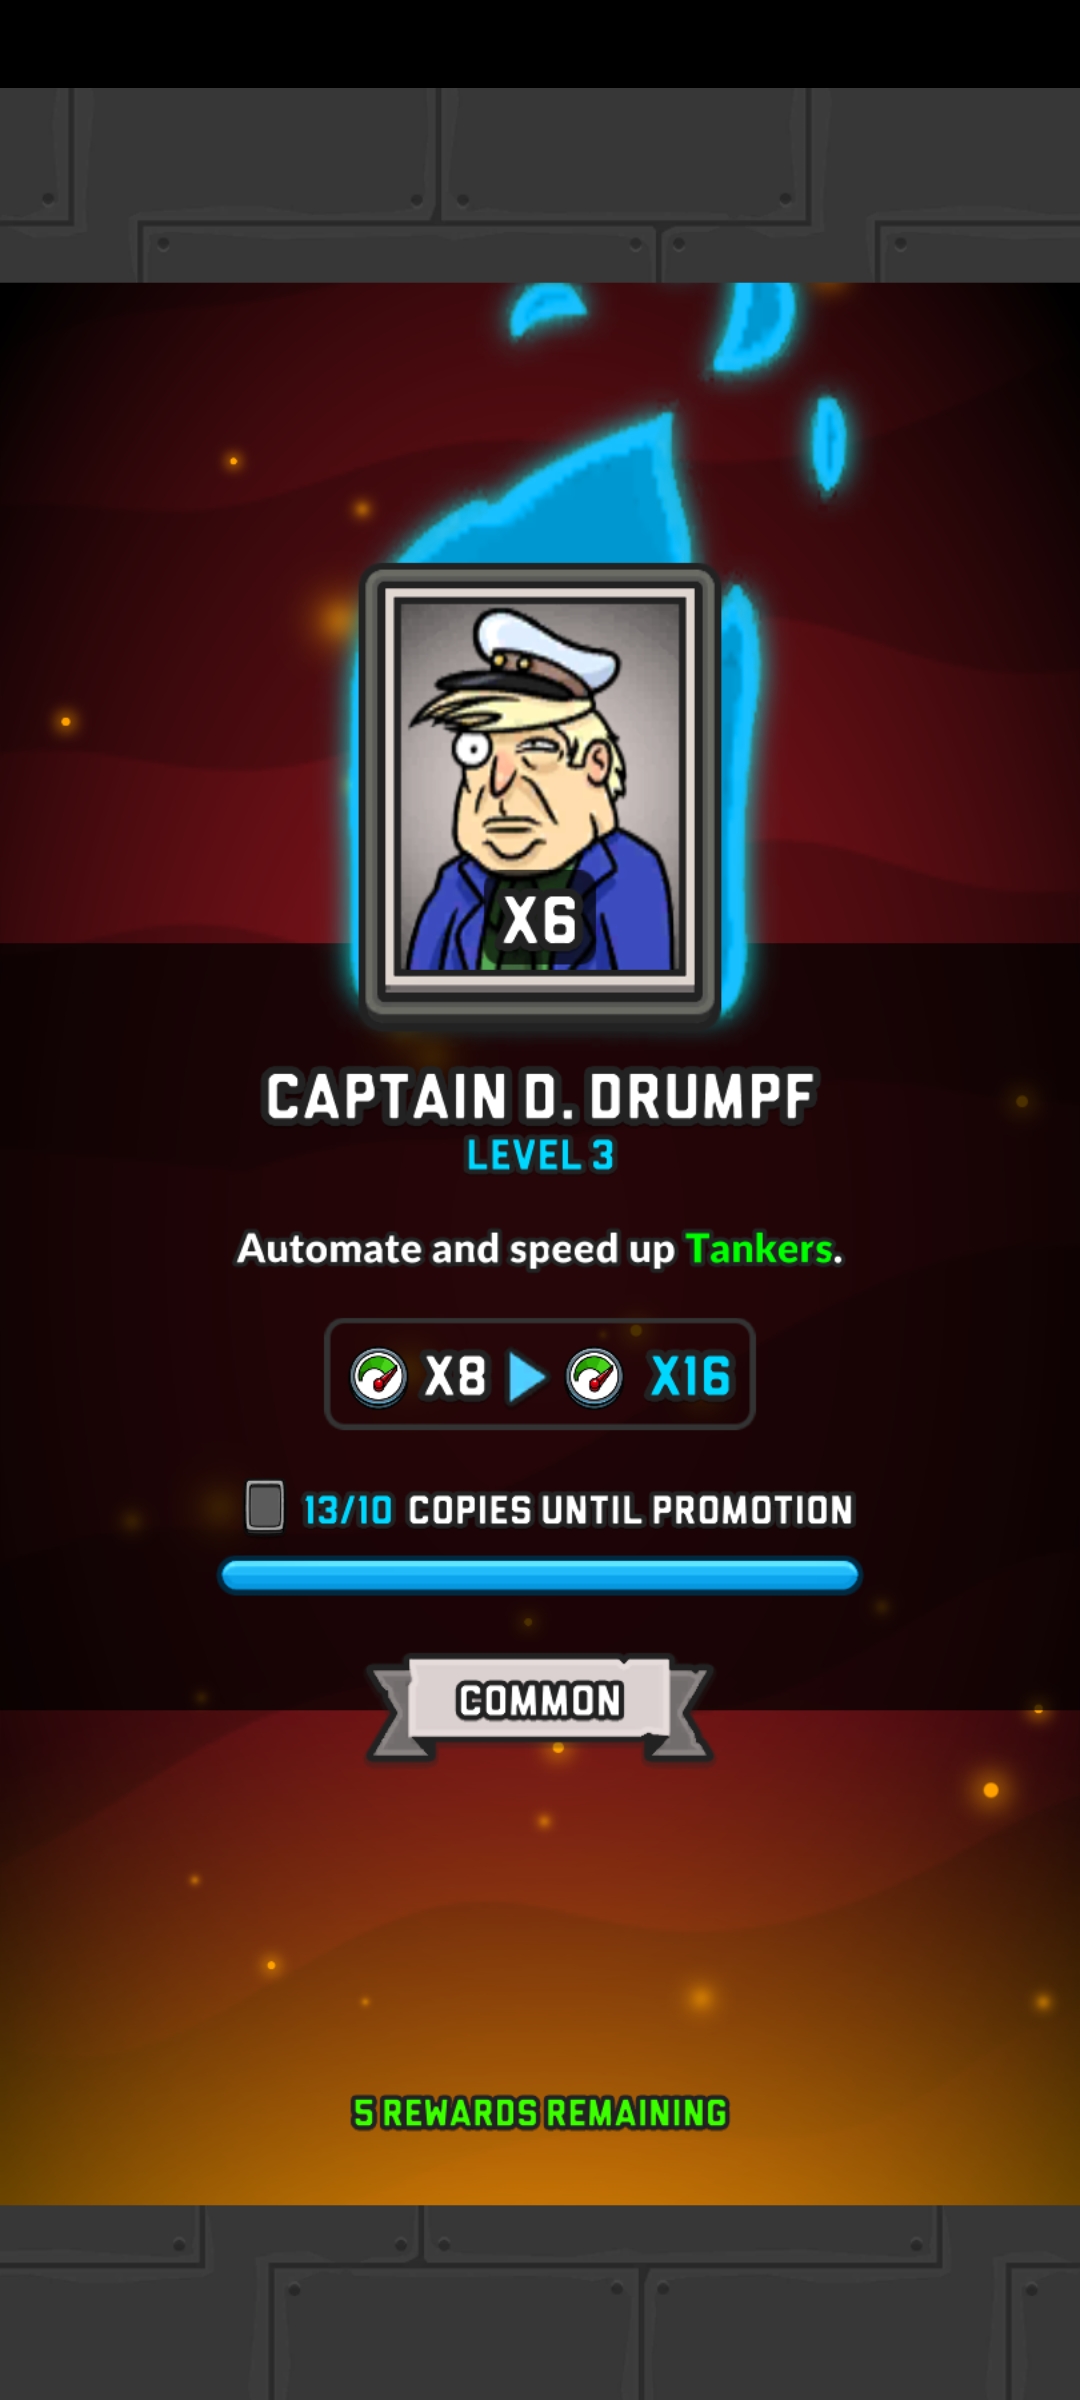 X6
CAPTAIN D. DRUMPF
LEVEL 3
Automate and speed up Tankers.
X8 X16
13/10 COPIES UNTIL PROMOTION
COMMON
5 REWARDS REMAINING